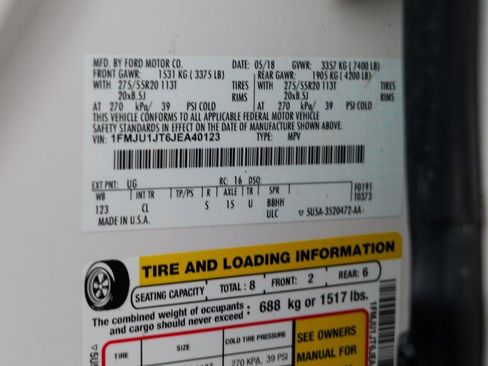 MFD. BY FORD MOTOR CO. DATE: 05/18 GVWR: 3357 KG ( 7400 LB)
FRONT GAWR: 1531 KG ( 3375 LB) REAR GAWR: 1905 KG (4200 LB)
WITH 275/55R20 113T TIRES WITH 275/55R20 113T TIRES
20x8.5J RIMS 20x8.5J RIMS
AT 270 kPa/ 39 PSI COLD AT 270 kPa/ 39 PSI COLD
THIS VEHICLE CONFORMS TO ALL APPLICABLE FEDERAL MOTOR VEHICLE
SAFETY STANDARDS IN EFFECT ON THE DATE OF MANUFACTURE SHOWN ABOVE.
VIN: 1FMJU1JT6JEA40123 TYPE: MPV
EXT PNT: UG RC: 16 DSO: F0191
WB INT TR TP/PS R AXLE TR SPR T0373
123 CL S 15 U BBHH
MADE IN U.S.A. ULC ▽ 5U5A-3520472-AA
TIRE AND LOADING INFORMATION
SEATING CAPACITY TOTAL : 8 FRONT: 2 REAR: 6
The combined weight of occupants
and cargo should never exceed : 688 kg or 1517 lbs.
TIRE SIZE COLD TIRE PRESSURE SEE OWNERS
MANUAL FOR
270 KPA, 39 PSI
1FMJU1JT6JEA